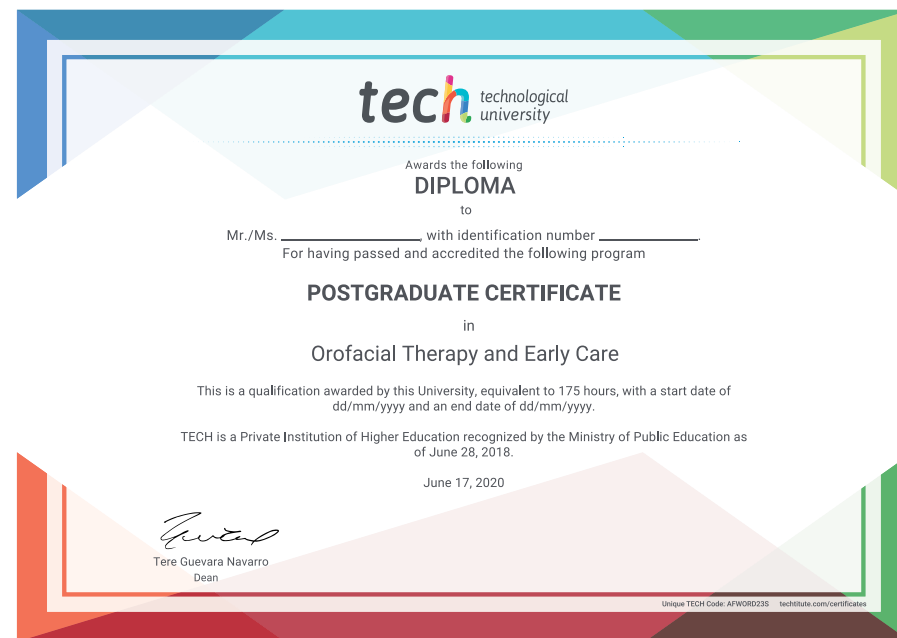 tech technological
university
Awards the following
DIPLOMA
to
Mr./Ms. ____________________, with identification number ______________.
For having passed and accredited the following program
POSTGRADUATE CERTIFICATE
in
Orofacial Therapy and Early Care
This is a qualification awarded by this University, equivalent to 175 hours, with a start date of
dd/mm/yyyy and an end date of dd/mm/yyyy.
TECH is a Private Institution of Higher Education recognized by the Ministry of Public Education as
of June 28, 2018.
June 17, 2020
Tere Guevara Navarro
Dean
Unique TECH Code: AFWORD23S techtitute.com/certificates